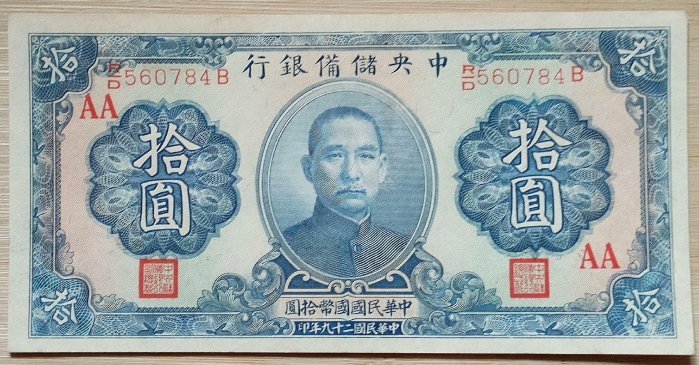 中央儲備銀行
拾
拾
R/D 560784 B
R/D 560784 B
AA
拾圓
拾圓
AA
中華民國國幣拾圓
中華民國二十九年印
拾
拾